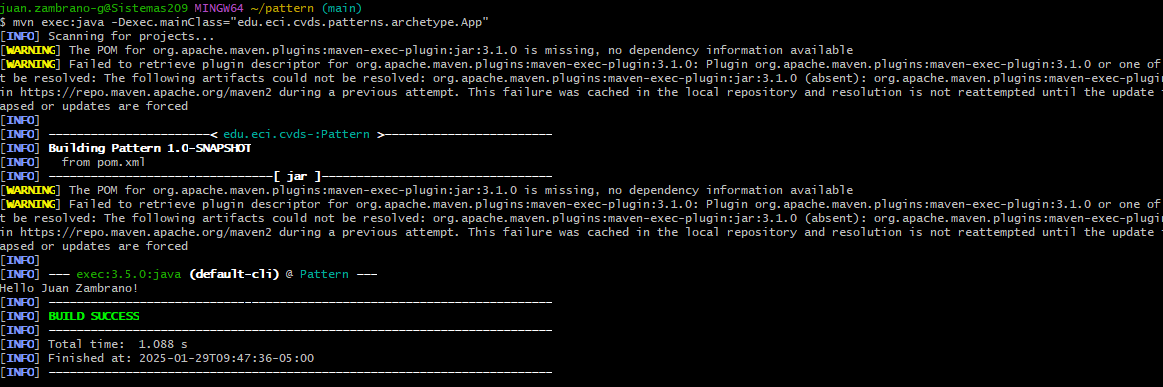 juan.zambrano-g@Sistemas209 MINGW64 ~/pattern (main)
$ mvn exec:java -Dexec.mainClass="edu.eci.cvds.patterns.archetype.App"
[INFO] Scanning for projects...
[WARNING] The POM for org.apache.maven.plugins:maven-exec-plugin:jar:3.1.0 is missing, no dependency information available
[WARNING] Failed to retrieve plugin descriptor for org.apache.maven.plugins:maven-exec-plugin:3.1.0: Plugin org.apache.maven.plugins:maven-exec-plugin:3.1.0 or one of
t be resolved: The following artifacts could not be resolved: org.apache.maven.plugins:maven-exec-plugin:jar:3.1.0 (absent): org.apache.maven.plugins:maven-exec-plugin
in https://repo.maven.apache.org/maven2 during a previous attempt. This failure was cached in the local repository and resolution is not reattempted until the update
apsed or updates are forced
[INFO]
[INFO] -----------------------< edu.eci.cvds-:Pattern >------------------------
[INFO] Building Pattern 1.0-SNAPSHOT
[INFO]   from pom.xml
[INFO] --------------------------------[ jar ]---------------------------------
[WARNING] The POM for org.apache.maven.plugins:maven-exec-plugin:jar:3.1.0 is missing, no dependency information available
[WARNING] Failed to retrieve plugin descriptor for org.apache.maven.plugins:maven-exec-plugin:3.1.0: Plugin org.apache.maven.plugins:maven-exec-plugin:3.1.0 or one of
t be resolved: The following artifacts could not be resolved: org.apache.maven.plugins:maven-exec-plugin:jar:3.1.0 (absent): org.apache.maven.plugins:maven-exec-plugin
in https://repo.maven.apache.org/maven2 during a previous attempt. This failure was cached in the local repository and resolution is not reattempted until the update
apsed or updates are forced
[INFO]
[INFO] --- exec:3.5.0:java (default-cli) @ Pattern ---
Hello Juan Zambrano!
[INFO] ------------------------------------------------------------------------
[INFO] BUILD SUCCESS
[INFO] ------------------------------------------------------------------------
[INFO] Total time:  1.088 s
[INFO] Finished at: 2025-01-29T09:47:36-05:00
[INFO] ------------------------------------------------------------------------